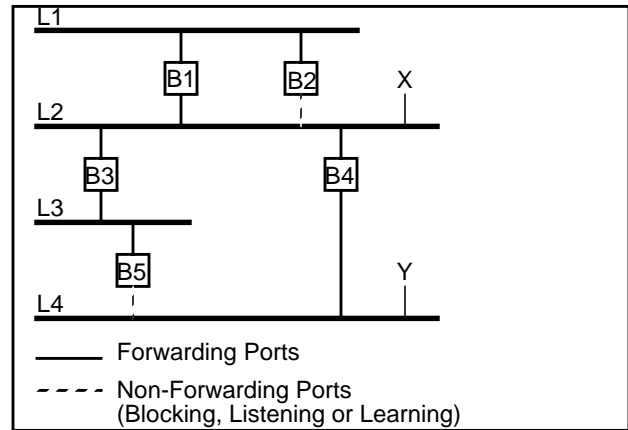 L1
B1
B2
X
L2
B3
B4
L3
B5
Y
L4
Forwarding Ports
Non-Forwarding Ports
(Blocking, Listening or Learning)